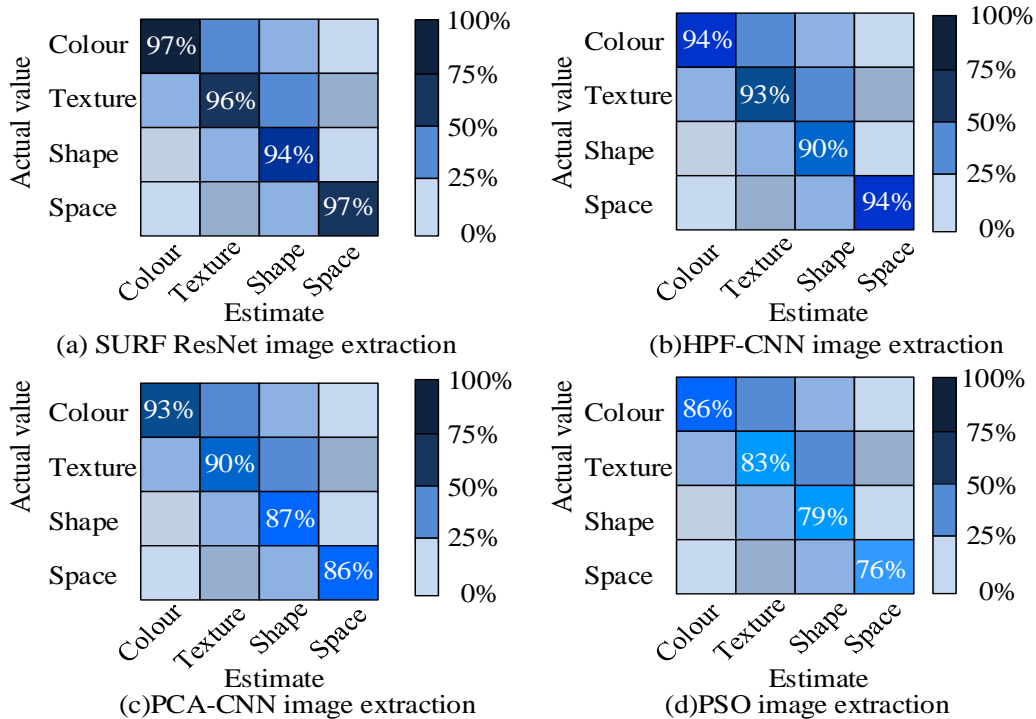 Actual value
Colour
Texture
Shape
Space
97%
96%
94%
97%
100%
75%
50%
25%
0%
Colour
Texture
Shape
Space
Estimate
(a) SURF ResNet image extraction
Actual value
Colour
Texture
Shape
Space
94%
93%
90%
94%
100%
75%
50%
25%
0%
Colour
Texture
Shape
Space
Estimate
(b)HPF-CNN image extraction
Actual value
Colour
Texture
Shape
Space
93%
90%
87%
86%
100%
75%
50%
25%
0%
Colour
Texture
Shape
Space
Estimate
(c)PCA-CNN image extraction
Actual value
Colour
Texture
Shape
Space
86%
83%
79%
76%
100%
75%
50%
25%
0%
Colour
Texture
Shape
Space
Estimate
(d)PSO image extraction